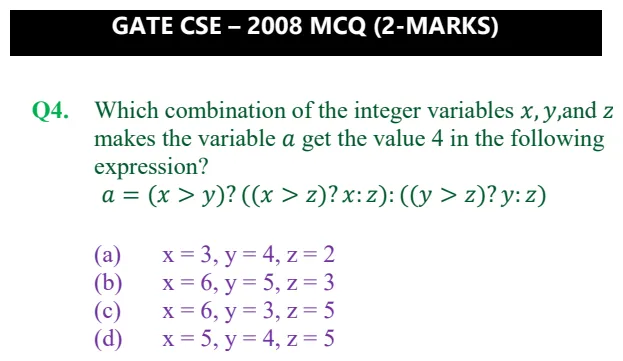 GATE CSE – 2008 MCQ (2-MARKS)
Q4. Which combination of the integer variables x, y,and z
makes the variable a get the value 4 in the following
expression?
a = (x > y)? ((x > z)? x: z): ((y > z)? y: z)
(a) x = 3, y = 4, z = 2
(b) x = 6, y = 5, z = 3
(c) x = 6, y = 3, z = 5
(d) x = 5, y = 4, z = 5